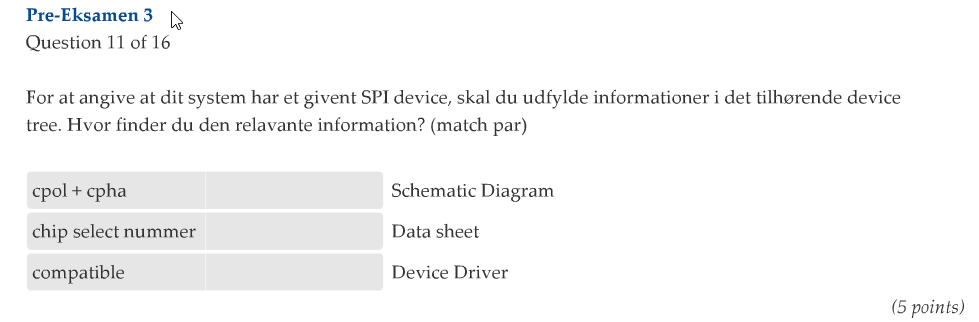 Pre-Eksamen 3
Question 11 of 16
For at angive at dit system har et givent SPI device, skal du udfylde informationer i det tilhørende device
tree. Hvor finder du den relavante information? (match par)
cpol + cpha Schematic Diagram
chip select nummer Data sheet
compatible Device Driver
(5 points)